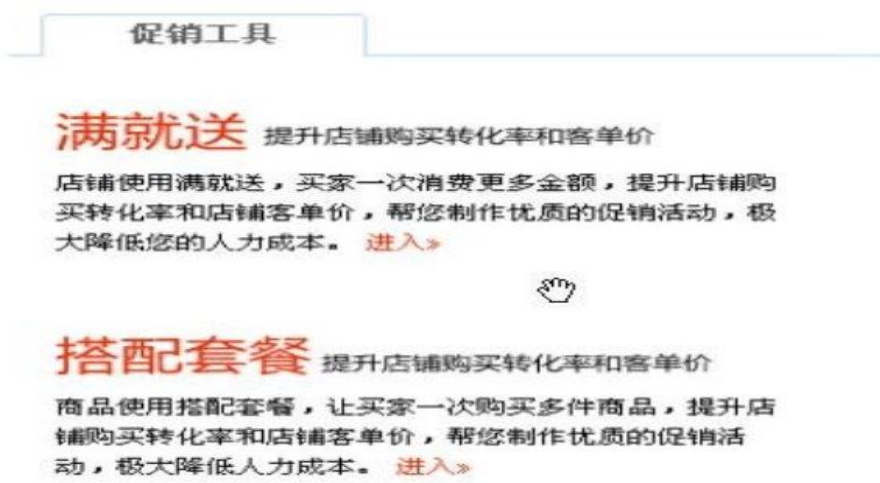 促销工具
满就送 提升店铺购买转化率和客单价
店铺使用满就送，买家一次消费更多金额，提升店铺购
买转化率和店铺客单价，帮您制作优质的促销活动，极
大降低您的人力成本。 进入»
搭配套餐 提升店铺购买转化率和客单价
商品使用搭配套餐，让买家一次购买多件商品，提升店
铺购买转化率和店铺客单价，帮您制作优质的促销活
动，极大降低人力成本。 进入»